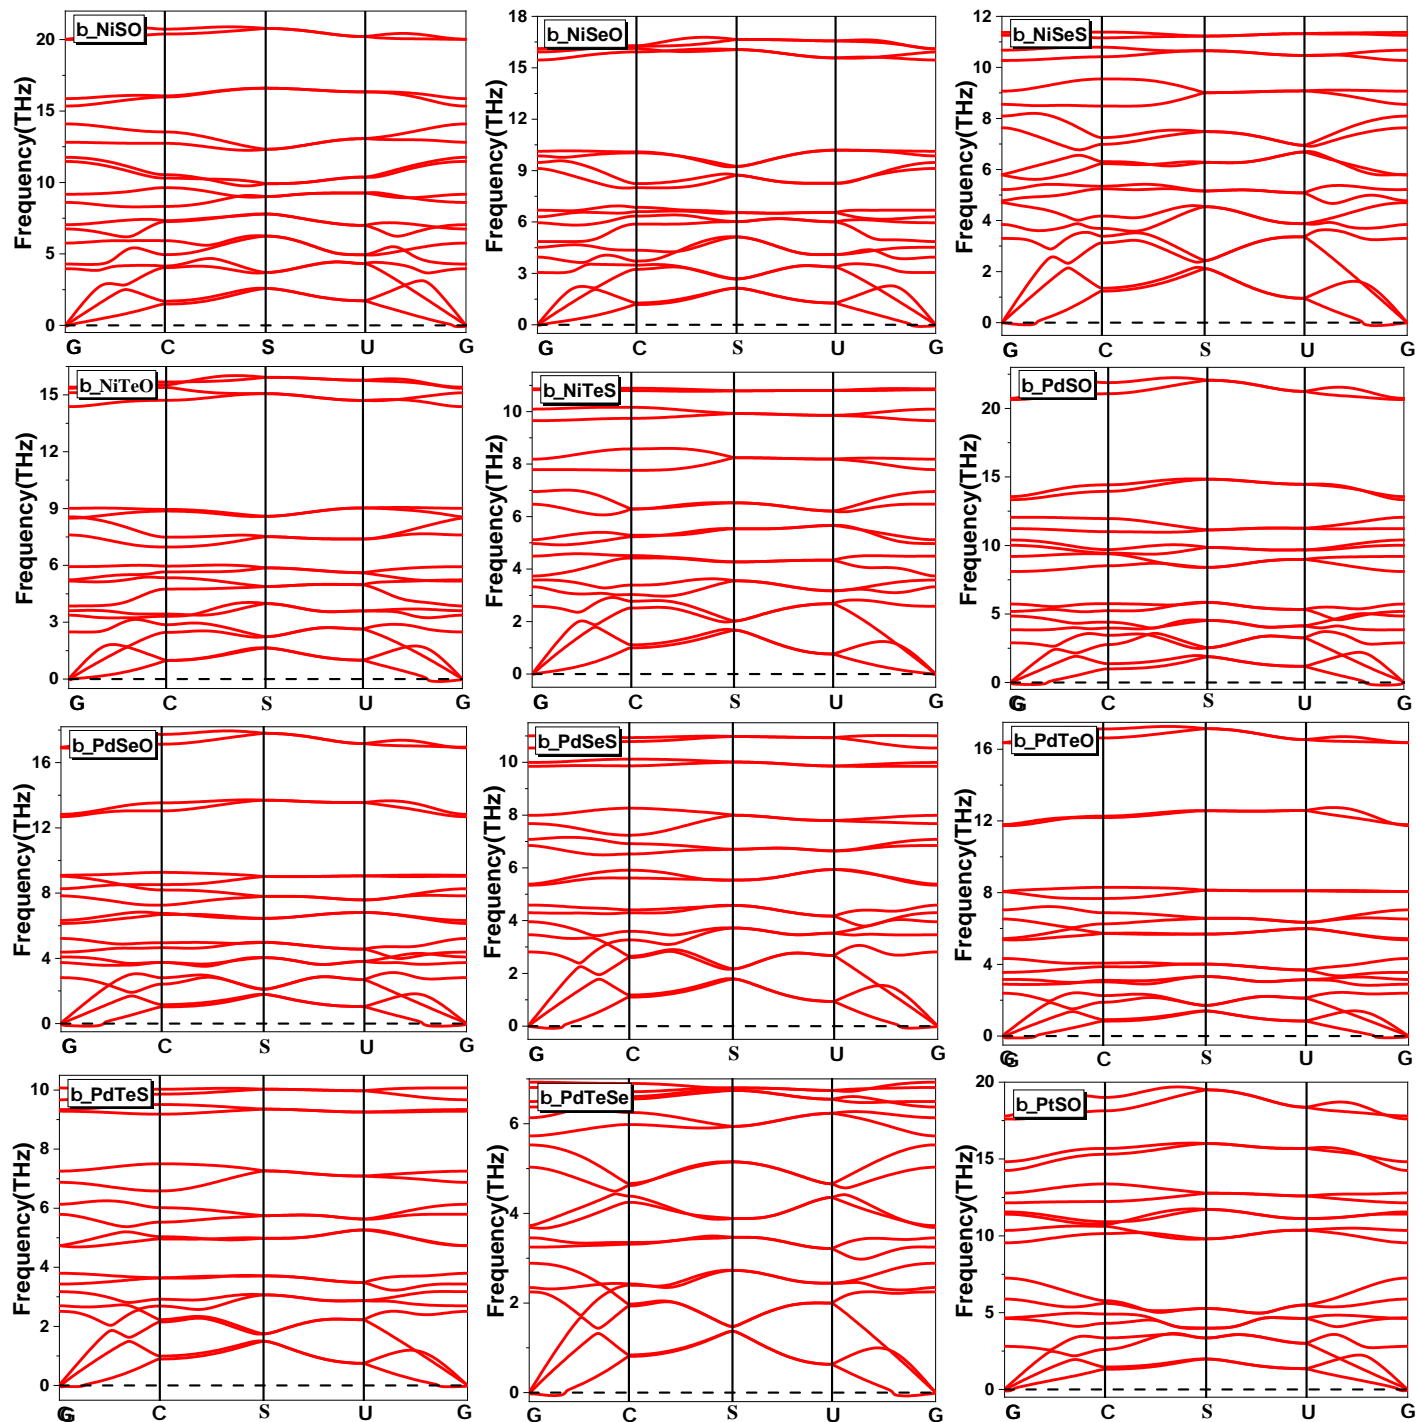 b_NiSO
Frequency(THz)
20
15
10
5
0
G C S U G
b_NiSeO
Frequency(THz)
18
15
12
9
6
3
0
G C S U G
b_NiSeS
Frequency(THz)
12
10
8
6
4
2
0
G C S U G
b_NiTeO
Frequency(THz)
15
12
9
6
3
0
G C S U G
b_NiTeS
Frequency(THz)
10
8
6
4
2
0
G C S U G
b_PdSO
Frequency(THz)
20
15
10
5
0
G C S U G
b_PdSeO
Frequency(THz)
16
12
8
4
0
G C S U G
b_PdSeS
Frequency(THz)
10
8
6
4
2
0
G C S U G
b_PdTeO
Frequency(THz)
16
12
8
4
0
G C S U G
b_PdTeS
Frequency(THz)
10
8
6
4
2
0
G C S U G
b_PdTeSe
Frequency(THz)
6
4
2
0
G C S U G
b_PtSO
Frequency(THz)
20
15
10
5
0
G C S U G